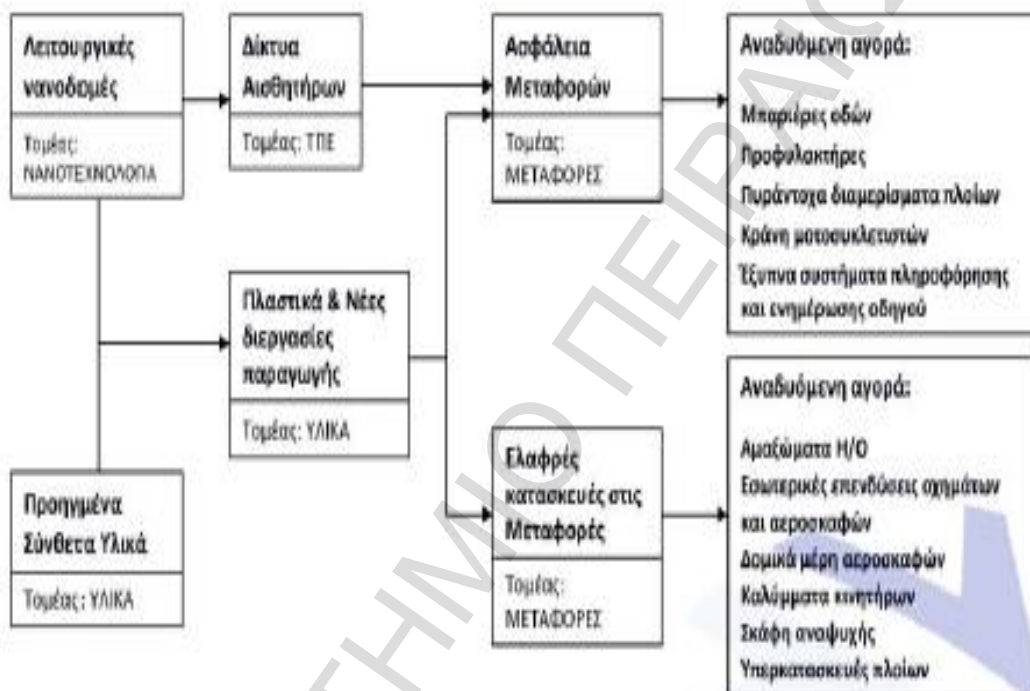 Λειτουργικές
νανοδομές
Τομέας:
ΝΑΝΟΤΕΧΝΟΛΟΓΙΑ
Δίκτυα
Αισθητήρων
Τομέας: ΤΠΕ
Ασφάλεια
Μεταφορών
Τομέας:
ΜΕΤΑΦΟΡΕΣ
Αναδυόμενη αγορά:
Μπαριέρες οδών
Προφυλακτήρες
Πυράντοχα διαμερίσματα πλοίων
Κράνη μοτοσυκλετιστών
Έξυπνα συστήματα πληροφόρησης
και ενημέρωσης οδηγού
Πλαστικά & Νέες
διεργασίες
παραγωγής
Τομέας: ΥΛΙΚΑ
Προηγμένα
Σύνθετα Υλικά
Τομέας: ΥΛΙΚΑ
Ελαφρές
κατασκευές στις
Μεταφορές
Τομέας:
ΜΕΤΑΦΟΡΕΣ
Αναδυόμενη αγορά:
Αμαξώματα Η/Ο
Εσωτερικές επενδύσεις οχημάτων
και αεροσκαφών
Δομικά μέρη αεροσκαφών
Καλύμματα κινητήρων
Σκάφη αναψυχής
Υπερκατασκευές πλοίων